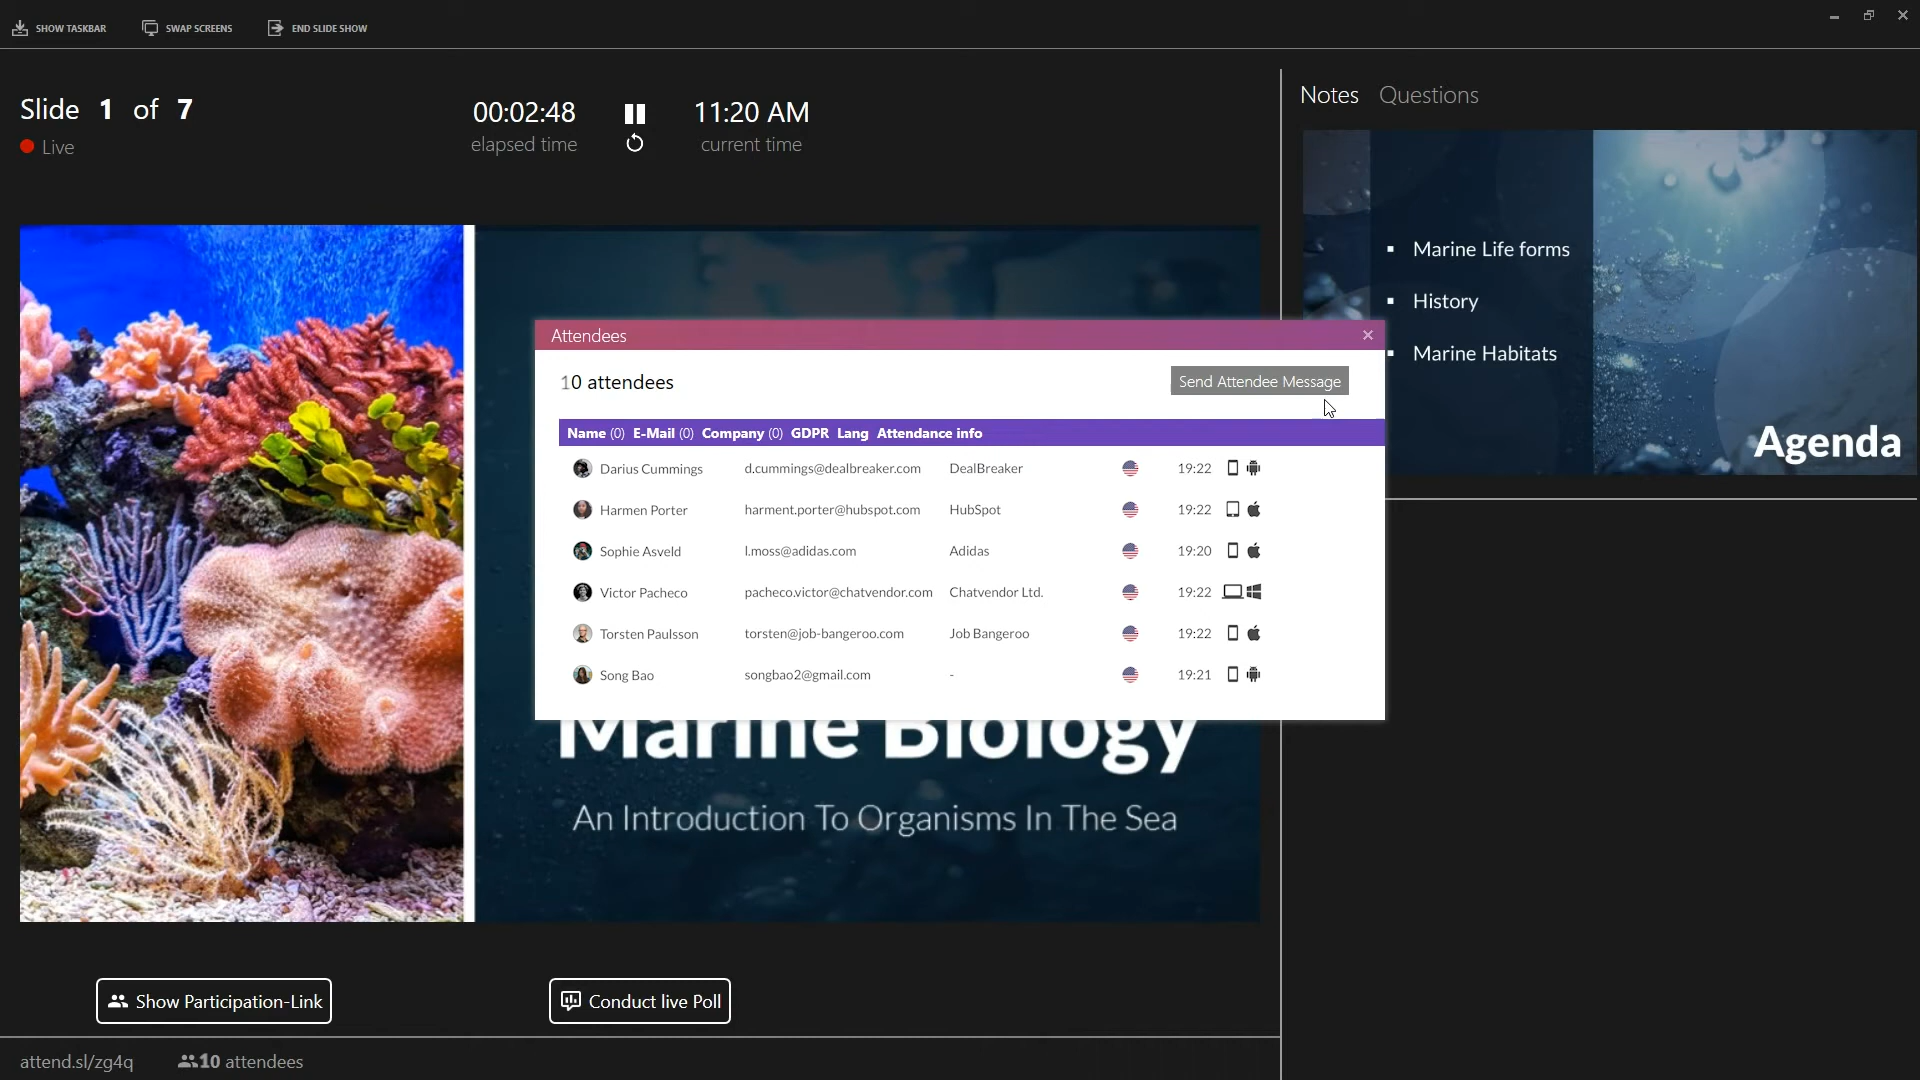 SHOW TASKBAR
SWAP SCREENS
END SLIDE SHOW
Slide 1 of 7
Live
00:02:48
elapsed time
11:20 AM
current time
Notes Questions
Marine Life forms
History
Marine Habitats
Agenda
Attendees
10 attendees
Send Attendee Message
Name (0) E-Mail (0) Company (0) GDPR Lang Attendance info
Darius Cummings d.cummings@dealbreaker.com DealBreaker 19:22
Harmen Porter harment.porter@hubspot.com HubSpot 19:22
Sophie Asveld l.moss@adidas.com Adidas 19:20
Victor Pacheco pacheco.victor@chatvendor.com Chatvendor Ltd. 19:22
Torsten Paulsson torsten@job-bangeroo.com Job Bangeroo 19:22
Song Bao songbao2@gmail.com - 19:21
Marine Biology
An Introduction To Organisms In The Sea
Show Participation-Link
Conduct live Poll
attend.sl/zg4q
10 attendees